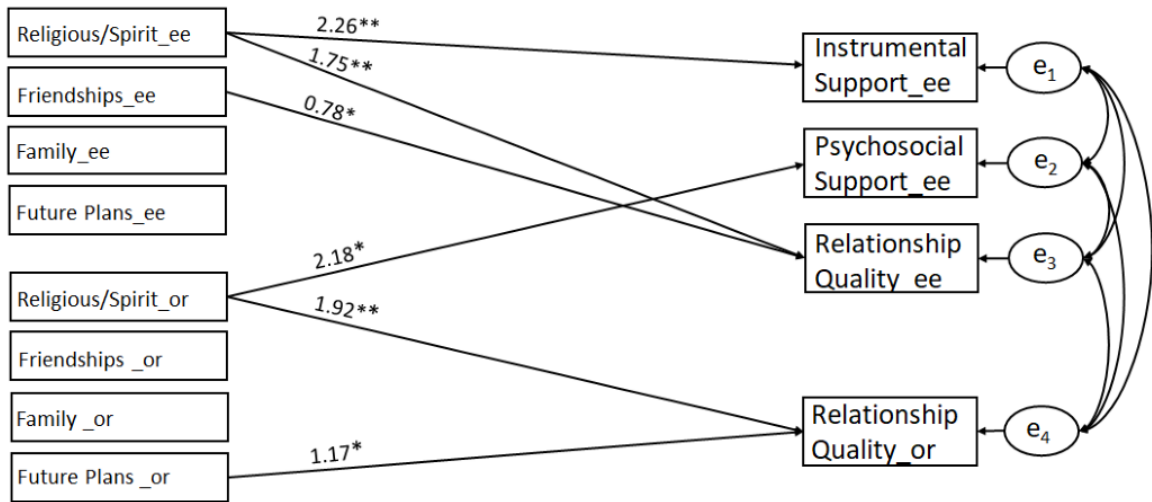 Religious/Spirit_ee
Friendships_ee
Family_ee
Future Plans_ee
Religious/Spirit_or
Friendships _or
Family _or
Future Plans _or
2.26**
1.75**
0.78*
2.18*
1.92**
1.17*
Instrumental
Support_ee
Psychosocial
Support_ee
Relationship
Quality_ee
Relationship
Quality_or
e₁
e₂
e₃
e₄